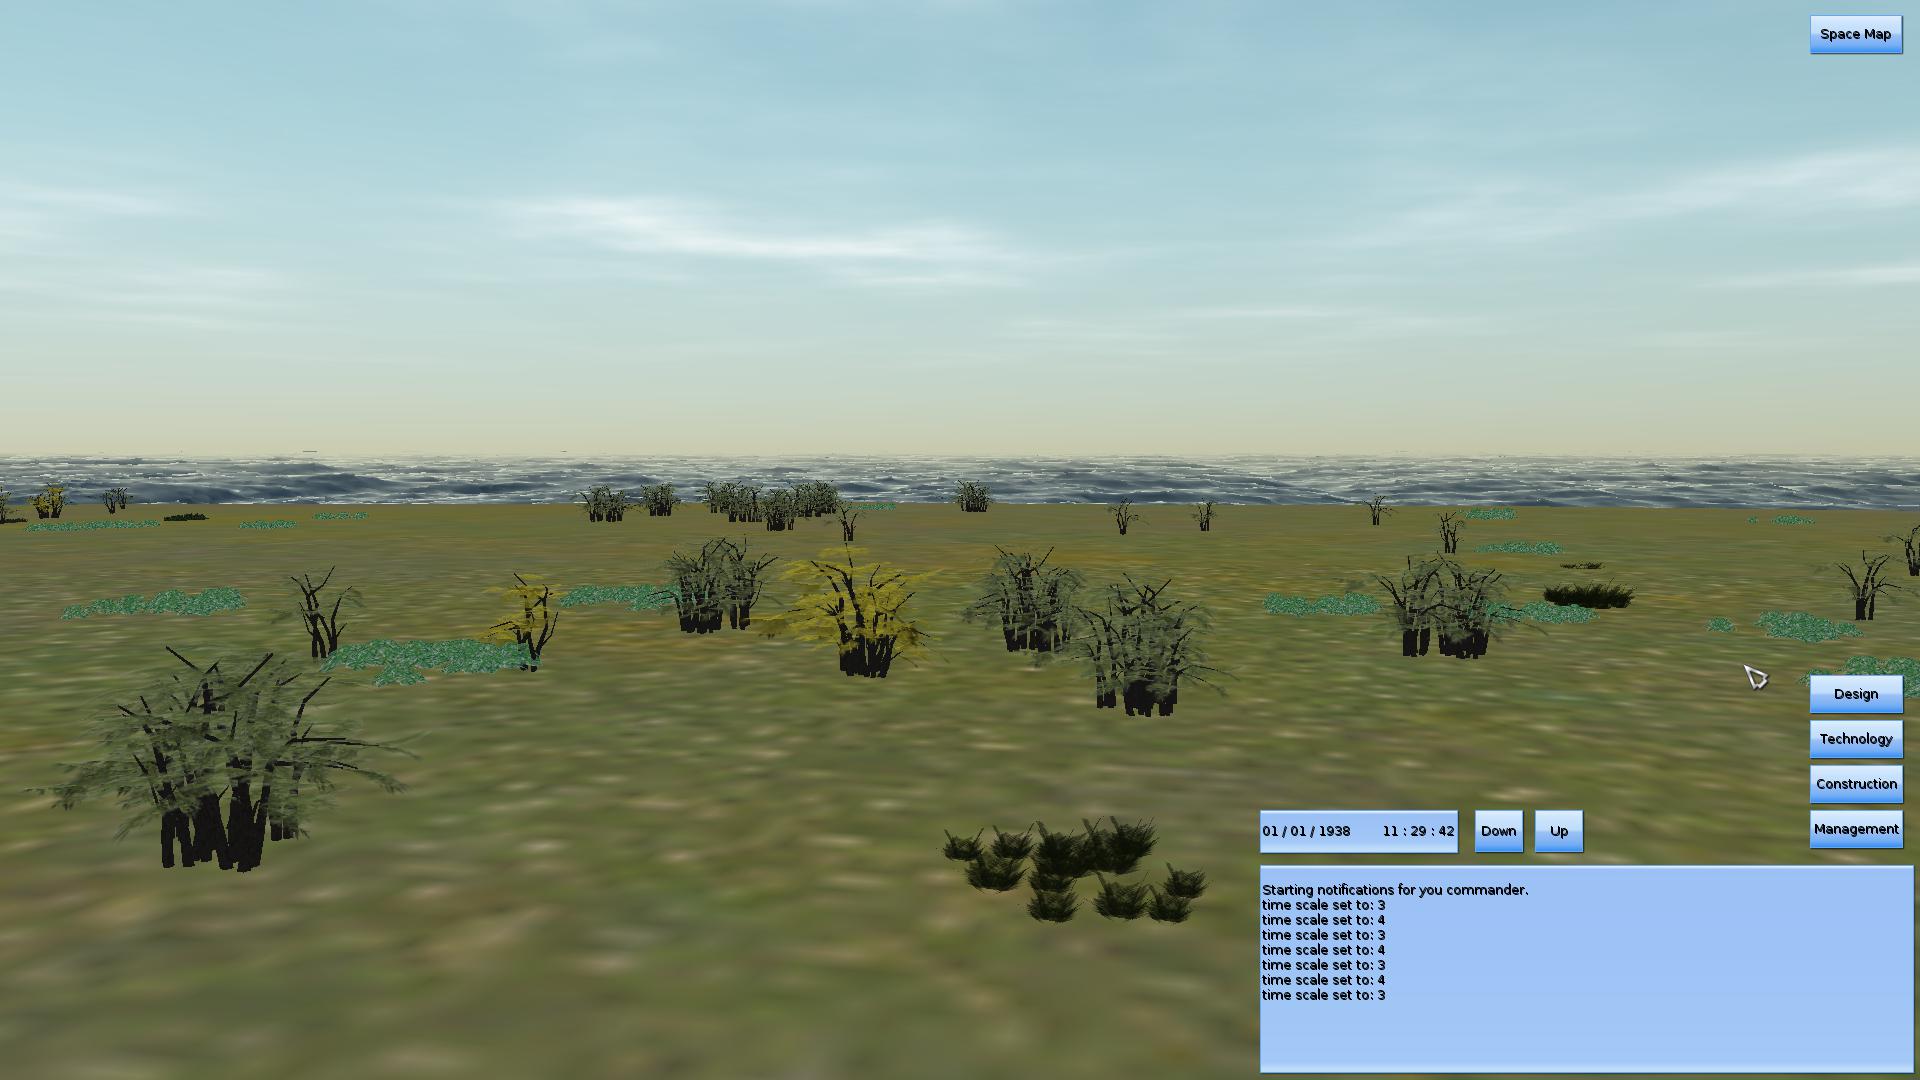 Space Map
Design
Technology
Construction
Management
01 / 01 / 1938 11 : 29 : 42 Down Up
Starting notifications for you commander.
time scale set to: 3
time scale set to: 4
time scale set to: 3
time scale set to: 4
time scale set to: 3
time scale set to: 4
time scale set to: 3